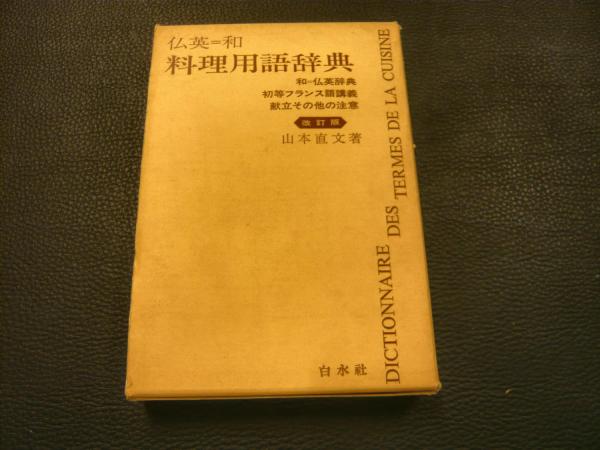 仏英=和
料理用語辞典
和=仏英辞典
初等フランス語講義
献立その他の注意
改訂版
山本直文著
DICTIONNAIRE DES TERMES DE LA CUISINE
白水社